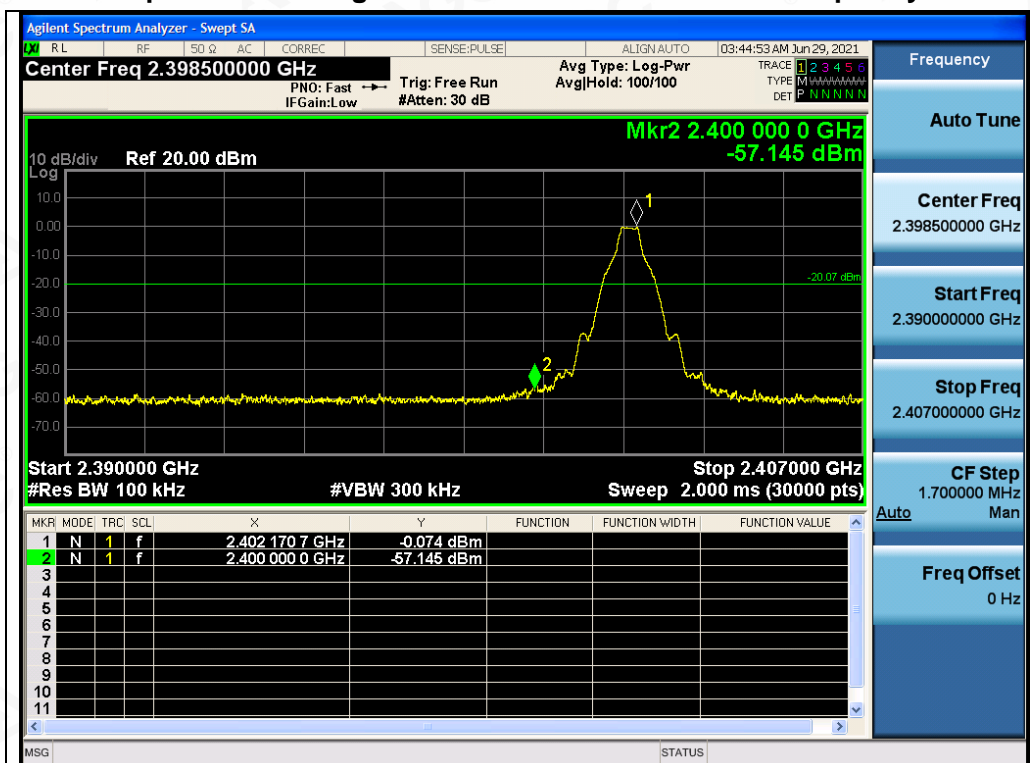 Agilent Spectrum Analyzer - Swept SA
LXI RL RF 50 Ω AC CORREC SENSE:PULSE ALIGN AUTO 03:44:53 AM Jun 29, 2021
Center Freq 2.398500000 GHz
PNO: Fast
IFGain:Low
Trig: Free Run
#Atten: 30 dB
Avg Type: Log-Pwr
Avg|Hold: 100/100
TRACE 1 2 3 4 5 6
TYPE M
DET P N N N N N
Mkr2 2.400 000 0 GHz
-57.145 dBm
10 dB/div Ref 20.00 dBm
Log
10.0
0.00
-10.0
-20.0
-30.0
-40.0
-50.0
-60.0
-70.0
1
-20.07 dBm
2
Start 2.390000 GHz Stop 2.407000 GHz
#Res BW 100 kHz #VBW 300 kHz Sweep 2.000 ms (30000 pts)
MKR MODE TRC SCL X Y FUNCTION FUNCTION WIDTH FUNCTION VALUE
1 N 1 f 2.402 170 7 GHz -0.074 dBm
2 N 1 f 2.400 000 0 GHz -57.145 dBm
3
4
5
6
7
8
9
10
11
MSG STATUS
Frequency
Auto Tune
Center Freq
2.398500000 GHz
Start Freq
2.390000000 GHz
Stop Freq
2.407000000 GHz
CF Step
1.700000 MHz
Auto Man
Freq Offset
0 Hz